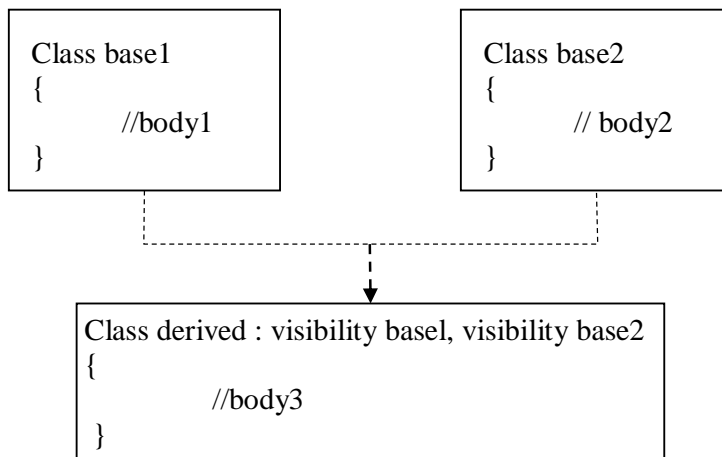 Class base1
{
//body1
}
Class base2
{
// body2
}
Class derived : visibility basel, visibility base2
{
//body3
}